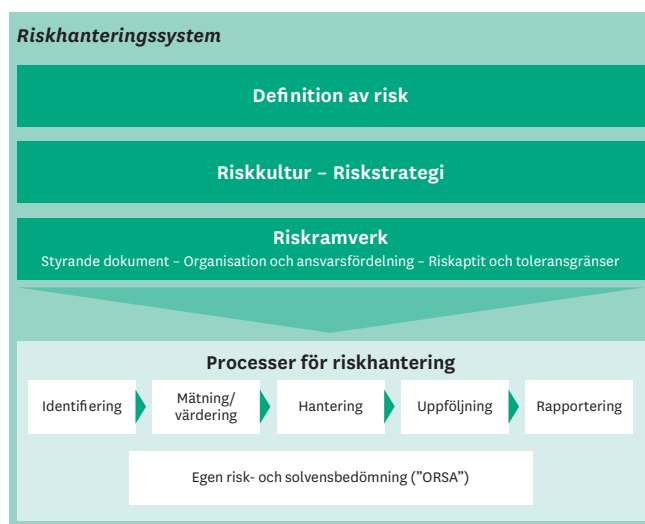 Riskhanteringssystem
Definition av risk
Riskkultur – Riskstrategi
Riskramverk
Styrande dokument – Organisation och ansvarsfördelning – Riskaptit och toleransgränser
Processer för riskhantering
Identifiering
Mätning/
värdering
Hantering
Uppföljning
Rapportering
Egen risk- och solvensbedömning (”ORSA”)